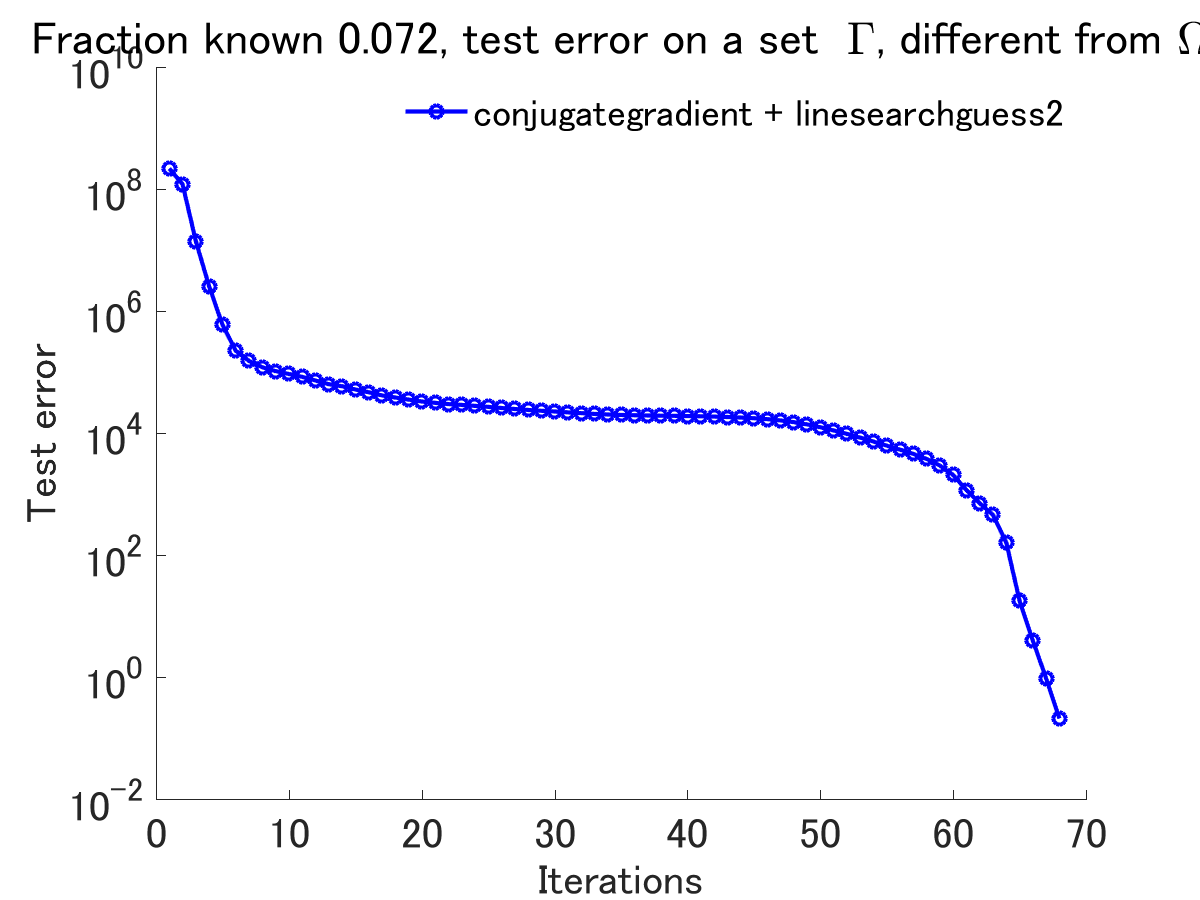 Fraction known 0.072, test error on a set Γ, different from Ω
conjugategradient + linesearchguess2
10^10
10^8
10^6
10^4
10^2
10^0
10^−2
Test error
0 10 20 30 40 50 60 70
Iterations